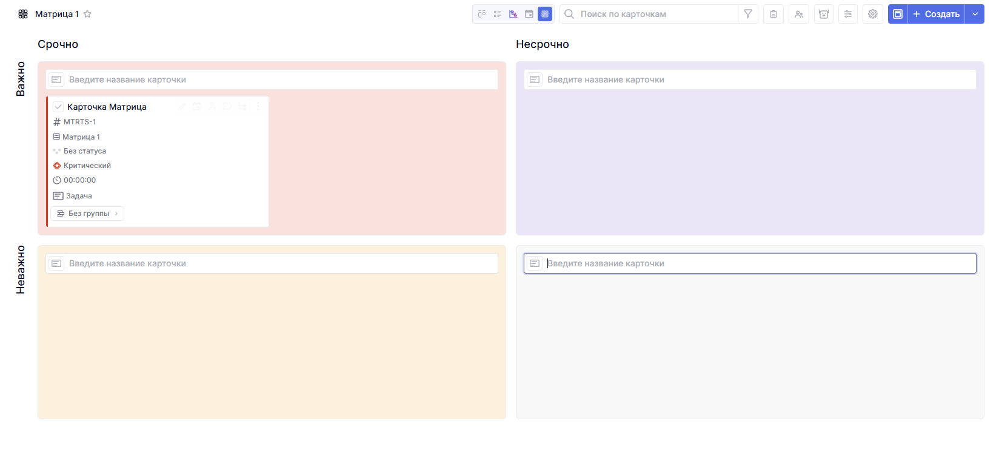 Матрица 1
Поиск по карточкам
Создать
Срочно
Несрочно
Важно
Введите название карточки
Введите название карточки
Карточка Матрица
MTRTS-1
Матрица 1
Без статуса
Критический
00:00:00
Задача
Без группы
Неважно
Введите название карточки
Введите название карточки